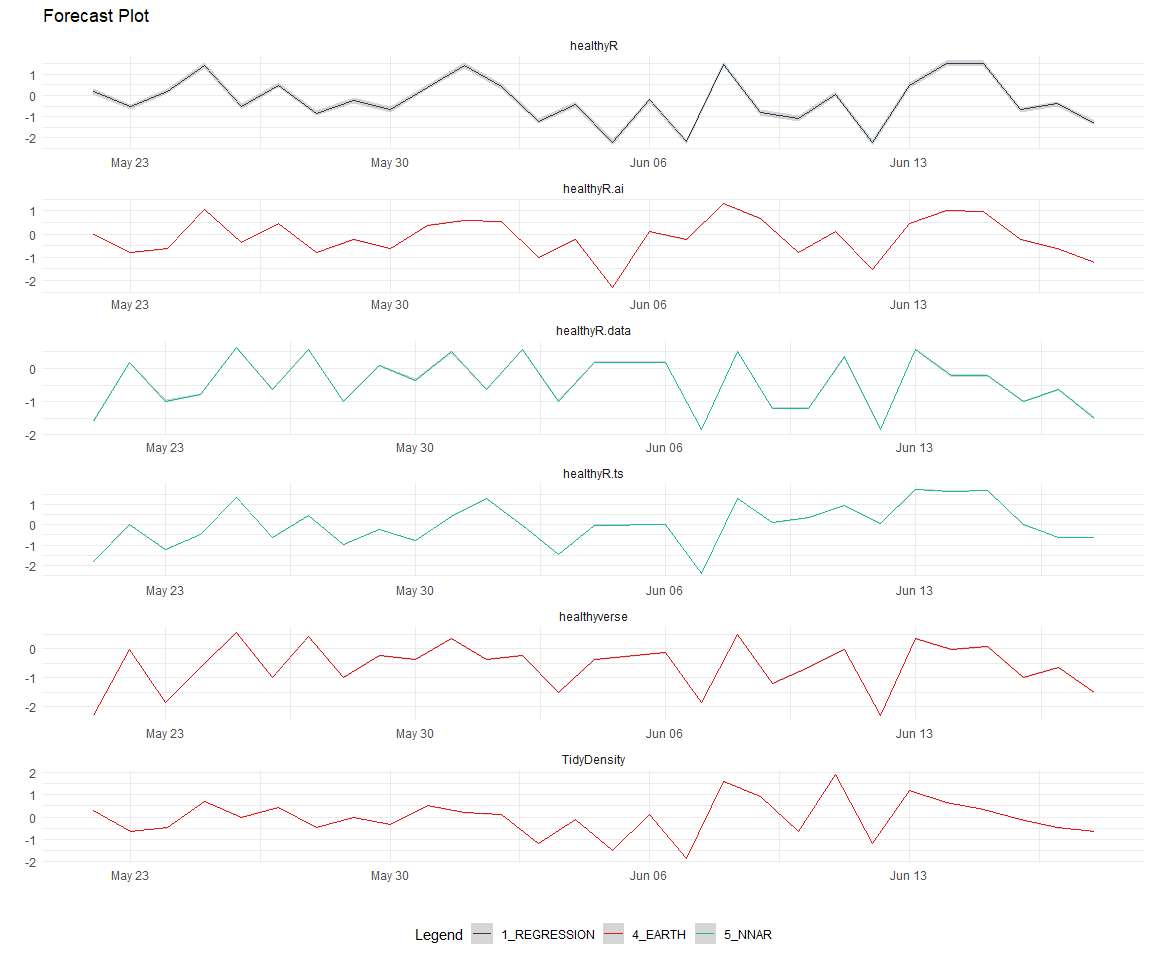 Forecast Plot
healthyR
1
0
-1
-2
May 23 May 30 Jun 06 Jun 13
healthyR.ai
1
0
-1
-2
May 23 May 30 Jun 06 Jun 13
healthyR.data
0
-1
-2
May 23 May 30 Jun 06 Jun 13
healthyR.ts
1
0
-1
-2
May 23 May 30 Jun 06 Jun 13
healthyverse
0
-1
-2
May 23 May 30 Jun 06 Jun 13
TidyDensity
2
1
0
-1
-2
May 23 May 30 Jun 06 Jun 13
Legend 1_REGRESSION 4_EARTH 5_NNAR